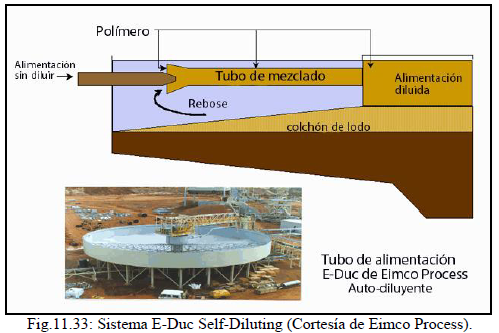 Polímero
Alimentación
sin diluir
Tubo de mezclado
Alimentación
diluida
Rebose
colchón de lodo
Tubo de alimentación
E-Duc de Eimco Process
Auto-diluyente
Fig.11.33: Sistema E-Duc Self-Diluting (Cortesía de Eimco Process).